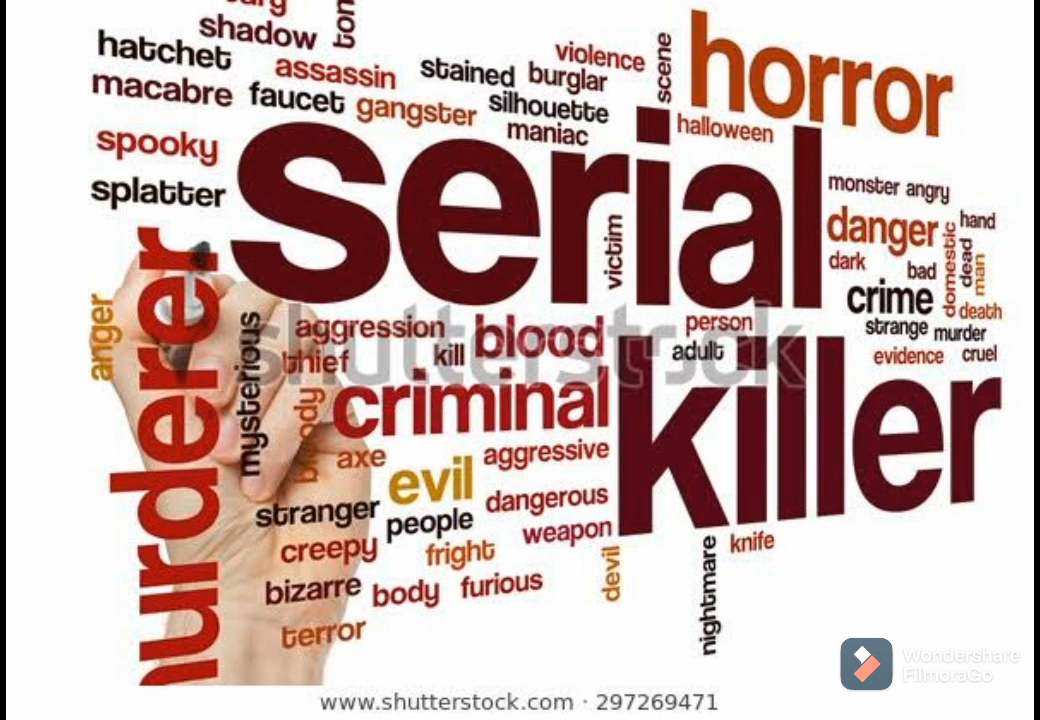 shadow
hatchet
assassin
stained
violence
burglar
scene
horror
macabre
faucet
gangster
silhouette
maniac
halloween
spooky
splatter
serial
victim
monster
angry
danger
hand
domestic
dead
man
dark
bad
crime
death
strange
murder
evidence
cruel
anger
mysterious
aggression
blood
person
thief
kill
adult
criminal
killer
axe
evil
aggressive
stranger
people
dangerous
weapon
creepy
fright
devil
nightmare
knife
bizarre
body
furious
terror
shutterstock
Wondershare
FilmoraGo
www.shutterstock.com · 297269471